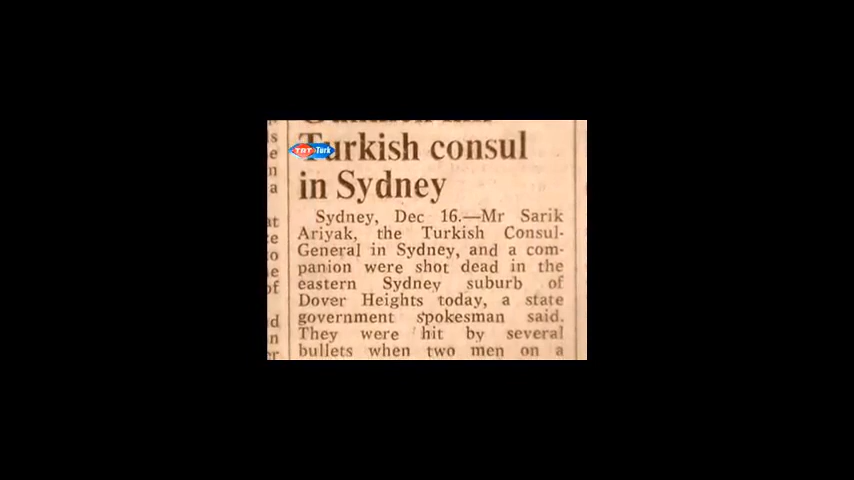 Turkish consul
in Sydney
TRT Türk
Sydney, Dec 16.—Mr Sarik
Ariyak, the Turkish Consul-
General in Sydney, and a com-
panion were shot dead in the
eastern Sydney suburb of
Dover Heights today, a state
government spokesman said.
They were hit by several
bullets when two men on a